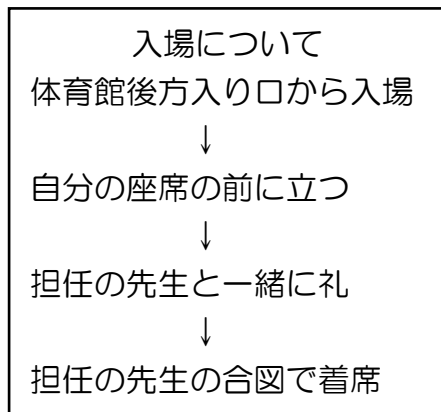 入場について
体育館後方入り口から入場
↓
自分の座席の前に立つ
↓
担任の先生と一緒に礼
↓
担任の先生の合図で着席